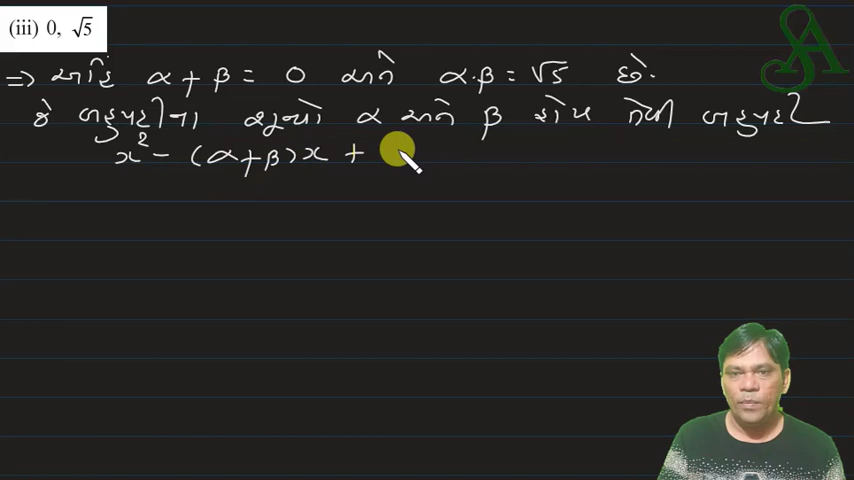 (iii) 0, √5
⇒ અહિં α + β = 0 અને α.β = √5 છે.
જે બહુપદીના શૂન્યો α અને β હોય તેવી બહુપદી
x² - (α+β)x +